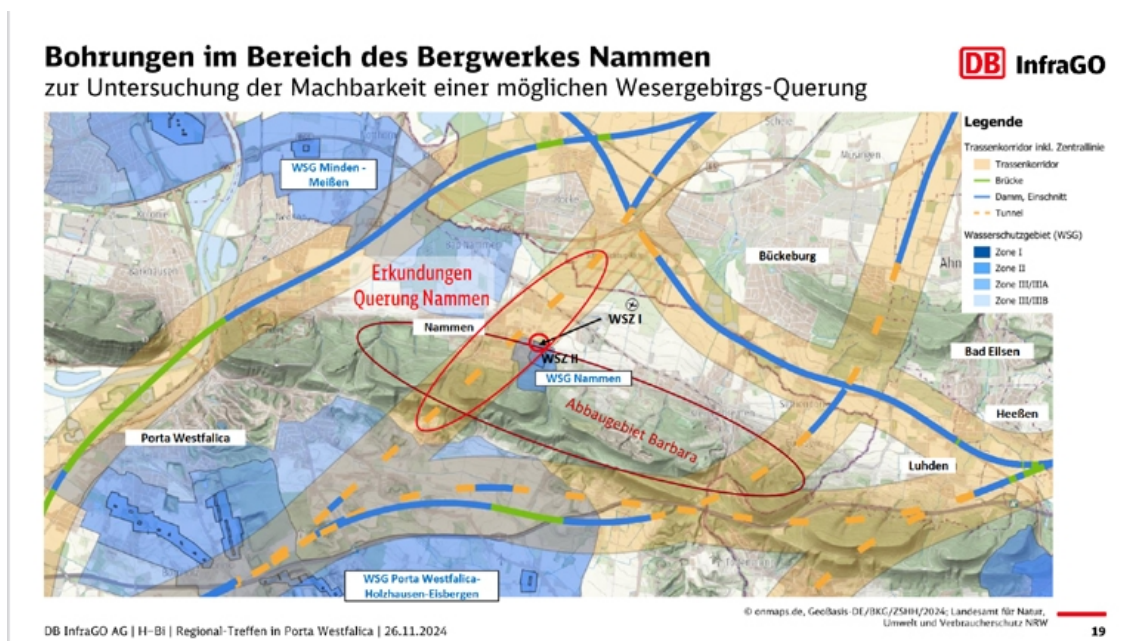 Bohrungen im Bereich des Bergwerkes Nammen
zur Untersuchung der Machbarkeit einer möglichen Wesergebirgs-Querung
DB InfraGO
WSG Minden -
Meißen
Erkundungen
Querung Nammen
Nammen
WSZ I
WSZ II
WSG Nammen
Abbaugebiet Barbara
Porta Westfalica
WSG Porta Westfalica-
Holzhausen-Eisbergen
Bückeburg
Bad Eilsen
Heeßen
Luhden
Legende
Trassenkorridor inkl. Zentrallinie
Trassenkorridor
Brücke
Damm, Einschnitt
Tunnel
Wasserschutzgebiet (WSG)
Zone I
Zone II
Zone III/IIIA
Zone III/IIIB
© onmaps.de, GeoBasis-DE/BKG/ZSHH/2024; Landesamt für Natur,
Umwelt und Verbraucherschutz NRW
DB InfraGO AG | H-BI | Regional-Treffen in Porta Westfalica | 26.11.2024
19